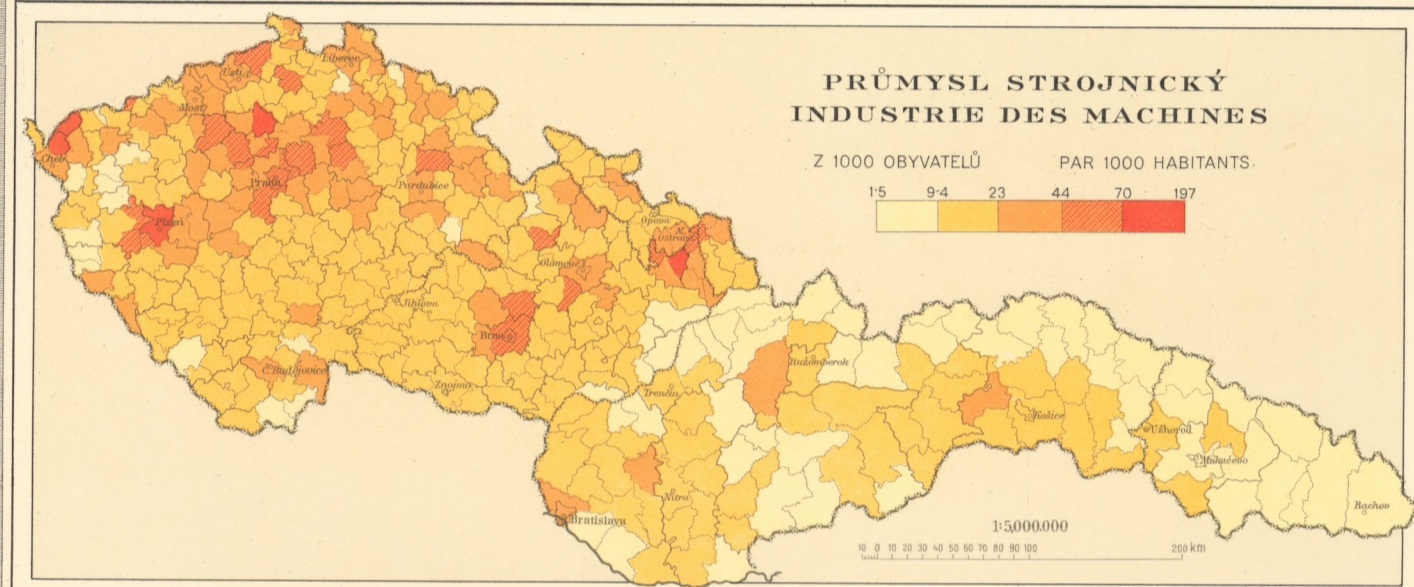 PRŮMYSL STROJNICKÝ
INDUSTRIE DES MACHINES
Z 1000 OBYVATELŮ PAR 1000 HABITANTS.
1·5 9·4 23 44 70 197
Liberec
Ústí
Most
Cheb
Praha
Pardubice
Plzeň
Opava
M. Ostrava
Olomouc
Jihlava
Brno
Č. Budějovice
Znojmo
Ružomberok
Trenčín
Košice
Užhorod
Mukačevo
Nitra
Rachov
Bratislava
1:5,000.000
10 0 10 20 30 40 50 60 70 80 90 100 200 km